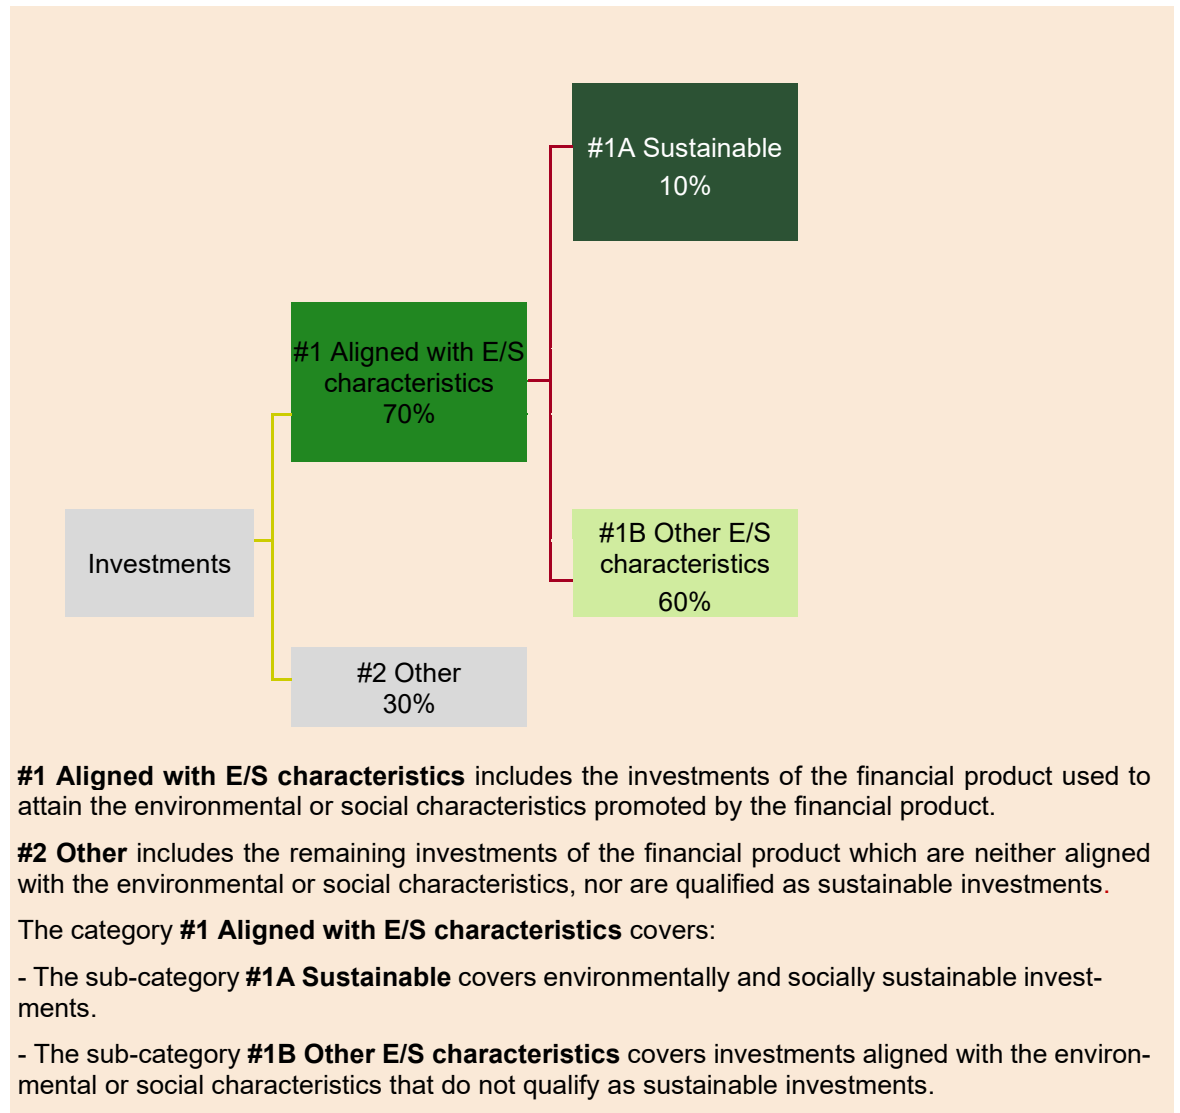 #1A Sustainable
10%
#1 Aligned with E/S
characteristics
70%
#1B Other E/S
characteristics
60%
Investments
#2 Other
30%
#1 Aligned with E/S characteristics includes the investments of the financial product used to
attain the environmental or social characteristics promoted by the financial product.
#2 Other includes the remaining investments of the financial product which are neither aligned
with the environmental or social characteristics, nor are qualified as sustainable investments.
The category #1 Aligned with E/S characteristics covers:
- The sub-category #1A Sustainable covers environmentally and socially sustainable invest-
ments.
- The sub-category #1B Other E/S characteristics covers investments aligned with the environ-
mental or social characteristics that do not qualify as sustainable investments.